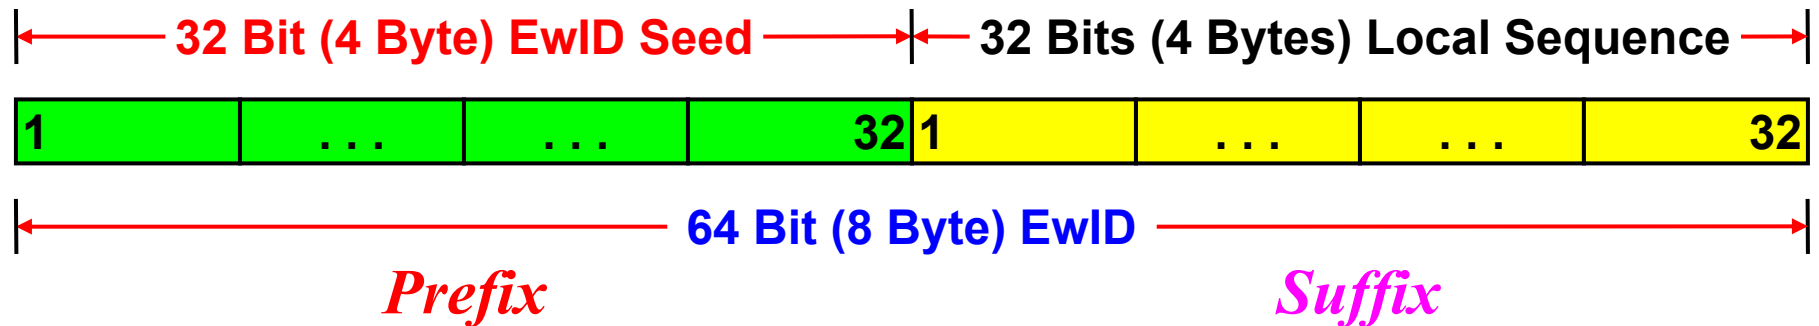 32 Bit (4 Byte) EwID Seed 32 Bits (4 Bytes) Local Sequence
1 . . . . . . 32 1 . . . . . . 32
64 Bit (8 Byte) EwID
Prefix Suffix